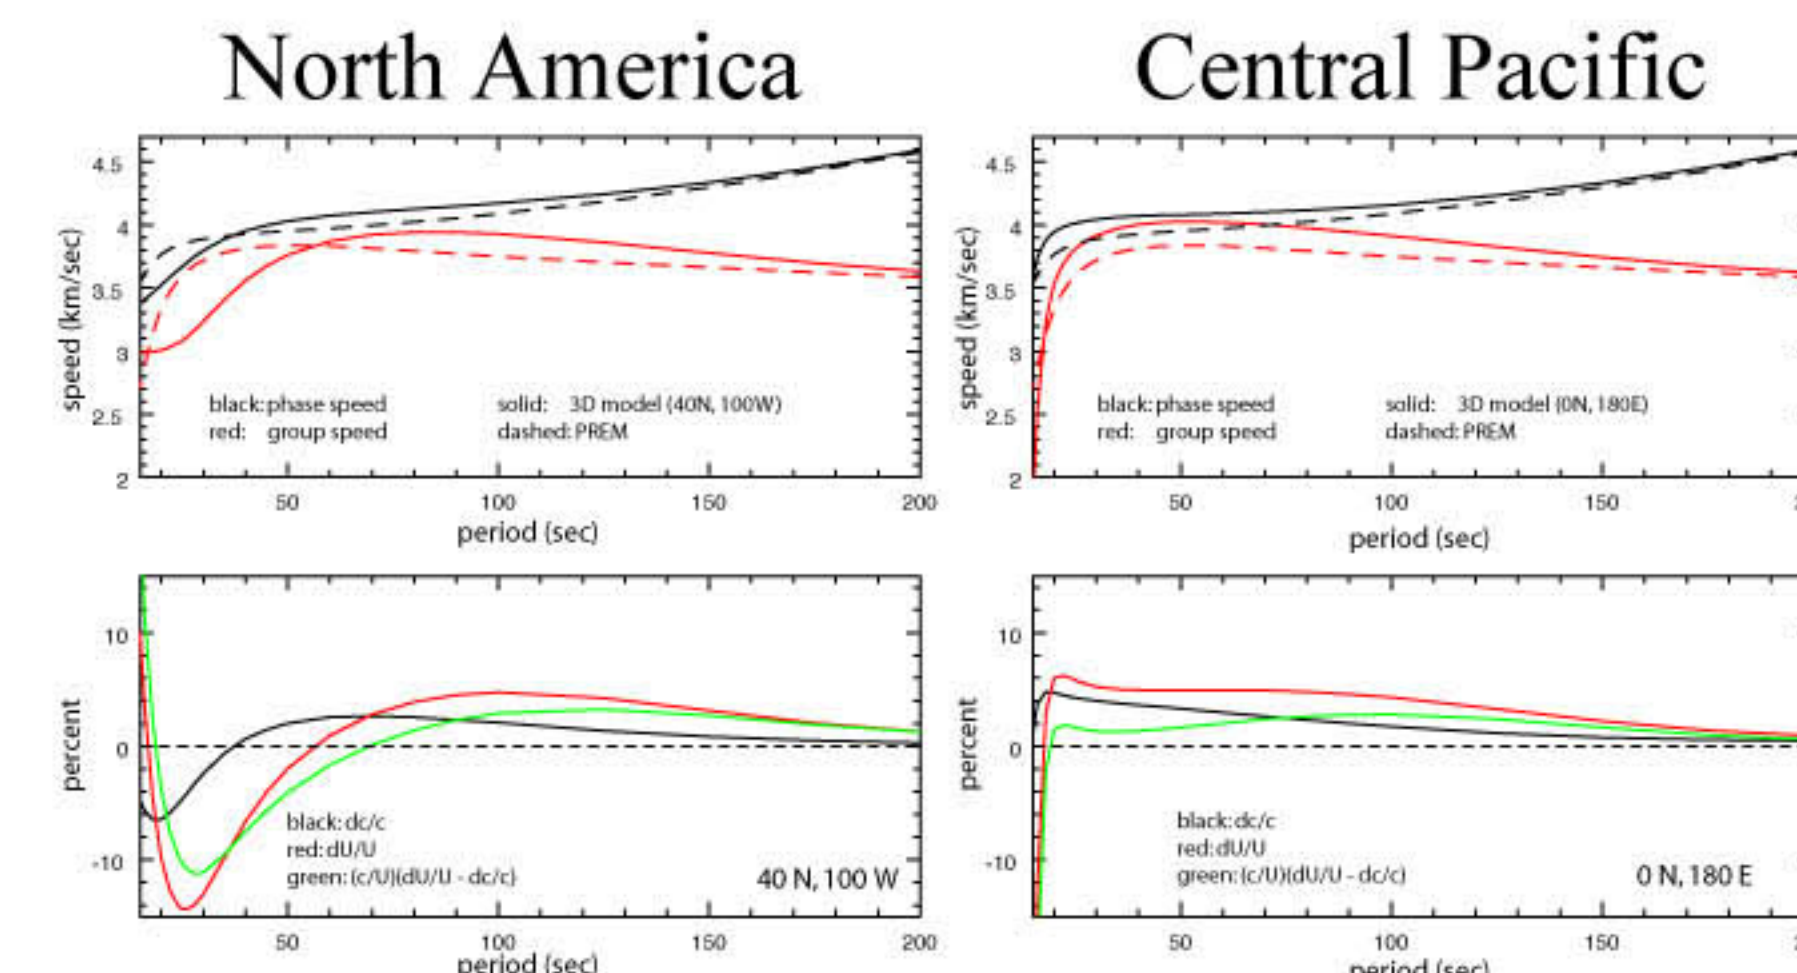 North America
Central Pacific
4.5
4
3.5
3
2.5
2
speed (km/sec)
black: phase speed
red: group speed
solid: 3D model (40N, 100W)
dashed: PREM
50
100
150
200
period (sec)
4.5
4
3.5
3
2.5
2
speed (km/sec)
black: phase speed
red: group speed
solid: 3D model (0N, 180E)
dashed: PREM
50
100
150
period (sec)
10
0
-10
percent
black: dc/c
red: dU/U
green: (c/U)(dU/U - dc/c)
40 N, 100 W
50
100
150
200
period (sec)
10
0
-10
percent
black: dc/c
red: dU/U
green: (c/U)(dU/U - dc/c)
0 N, 180 E
50
100
150
period (sec)